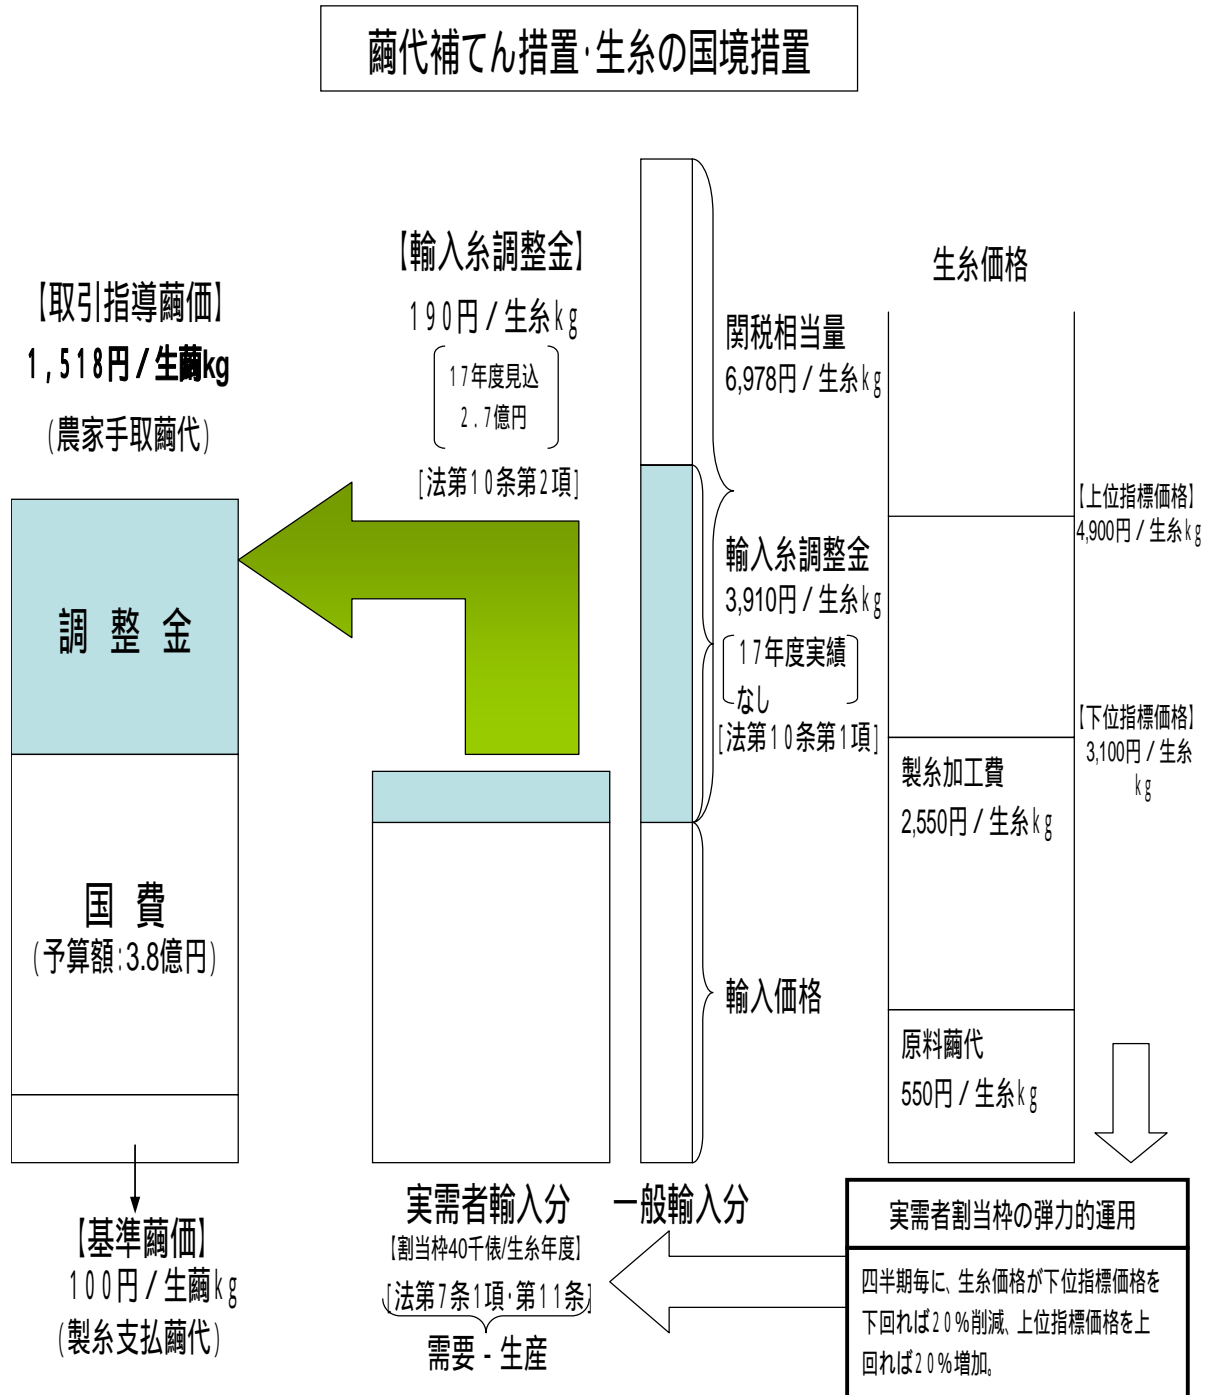 繭代補てん措置･生糸の国境措置
【取引指導繭価】
1,518円/生繭kg
(農家手取繭代)
調 整 金
国 費
(予算額:3.8億円)
【基準繭価】
100円/生繭kg
(製糸支払繭代)
【輸入糸調整金】
190円/生糸kg
17年度見込
2.7億円
[法第10条第2項]
実需者輸入分
【割当枠40千俵/生糸年度】
[法第7条1項･第11条]
需要-生産
関税相当量
6,978円/生糸kg
輸入糸調整金
3,910円/生糸kg
17年度実績
なし
[法第10条第1項]
輸入価格
一般輸入分
生糸価格
【上位指標価格】
4,900円/生糸kg
【下位指標価格】
3,100円/生糸
kg
製糸加工費
2,550円/生糸kg
原料繭代
550円/生糸kg
実需者割当枠の弾力的運用
四半期毎に、生糸価格が下位指標価格を
下回れば20%削減、上位指標価格を上
回れば20%増加。